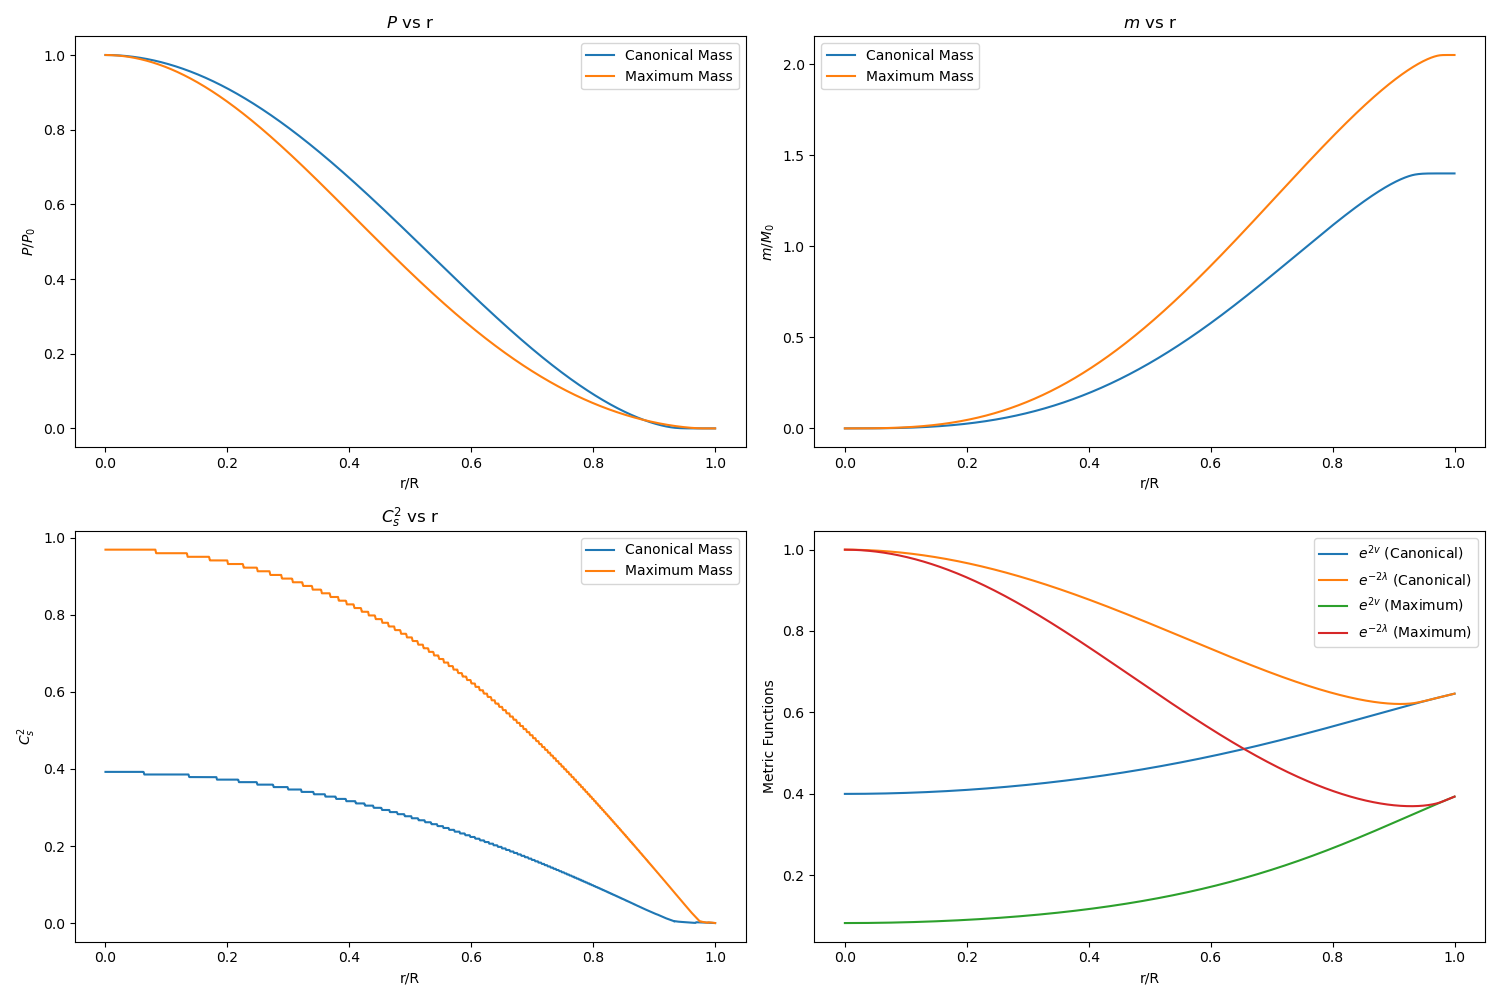 P vs r
1.0
0.8
0.6
0.4
0.2
0.0
P/P₀
0.0 0.2 0.4 0.6 0.8 1.0
r/R
Canonical Mass
Maximum Mass
m vs r
2.0
1.5
1.0
0.5
0.0
m/M₀
0.0 0.2 0.4 0.6 0.8 1.0
r/R
Canonical Mass
Maximum Mass
C_s^2 vs r
1.0
0.8
0.6
0.4
0.2
0.0
C_s^2
0.0 0.2 0.4 0.6 0.8 1.0
r/R
Canonical Mass
Maximum Mass
1.0
0.8
0.6
0.4
0.2
Metric Functions
0.0 0.2 0.4 0.6 0.8 1.0
r/R
e^{2v} (Canonical)
e^{-2λ} (Canonical)
e^{2v} (Maximum)
e^{-2λ} (Maximum)